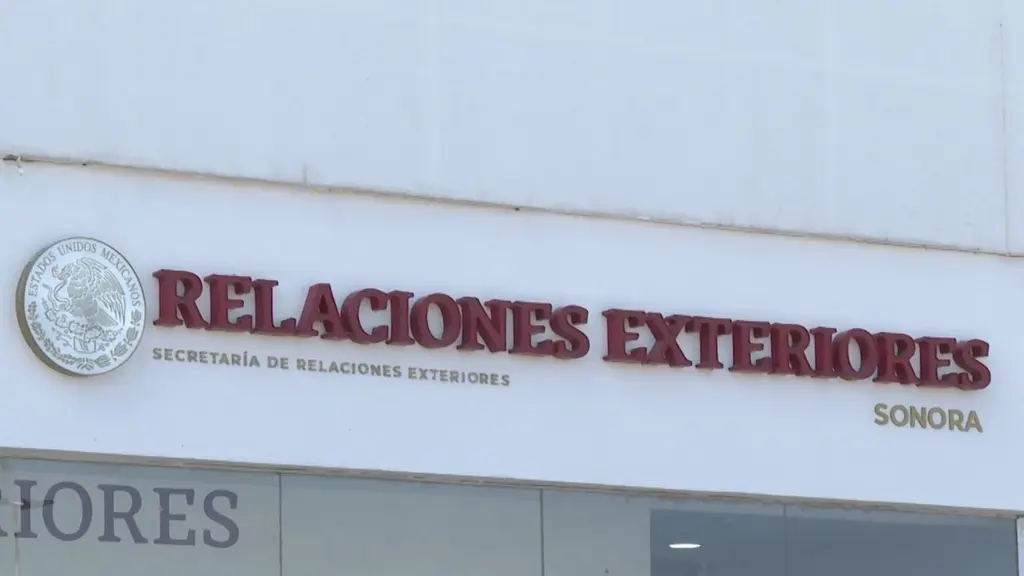 ESTADOS UNIDOS MEXICANOS
RELACIONES EXTERIORES
SECRETARÍA DE RELACIONES EXTERIORES
SONORA
RIORES